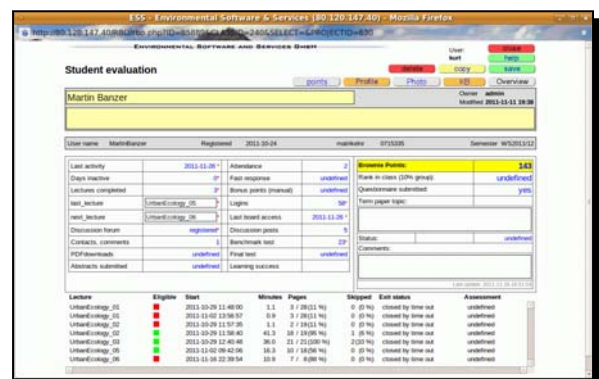 ESS - Environmental Software & Services (80.120.147.40) - Mozilla Firefox
ENVIRONMENTAL SOFTWARE AND SERVICES GMBH
User:
kurt
close
help
Student evaluation
delete
copy
save
points
Profile
Photo
kB
Overview
Martin Banzer
Owner admin
Modified 2011-11-11 19:38
User name MartinBanzer Registered 2011-10-24 matrikelnr 0715335 Semester WS2011/12
Last activity 2011-11-26 * Attendance 2 Brownie Points: 143
Days inactive 0* Fast response undefined Rank in class (10% group): undefined
Lectures completed 3* Bonus points (manual) undefined Questionnaire submitted: yes
last_lecture UrbanEcology_05 * Logins 58* Term paper topic:
next_lecture UrbanEcology_06 * Last board access 2011-11-26 *
Discussion forum registered* Discussion posts 5
Contacts, comments 1 Benchmark test 23* Status: undefined
PDFdownloads undefined Final test undefined Comments:
Abstracts submitted undefined Learning success
Lecture Eligible Start Minutes Pages Skipped Exit status Assessment
UrbanEcology_01 2011-10-29 11:48:00 1.1 3 / 28(11 %) 0 (0 %) closed by time out undefined
UrbanEcology_01 2011-11-02 13:56:57 0.9 3 / 28(11 %) 0 (0 %) closed by time out undefined
UrbanEcology_02 2011-10-29 11:57:35 1.1 2 / 19(11 %) 0 (0 %) closed by time out undefined
UrbanEcology_02 2011-10-29 11:58:40 41.3 18 / 19(95 %) 1 (6 %) closed by time out undefined
UrbanEcology_03 2011-10-29 12:40:48 36.0 21 / 21(100 %) 2(10 %) closed by time out undefined
UrbanEcology_05 2011-11-02 09:42:06 16.3 10 / 18(56 %) 0 (0 %) closed by time out undefined
UrbanEcology_06 2011-11-16 22:39:54 10.9 closed by time out undefined